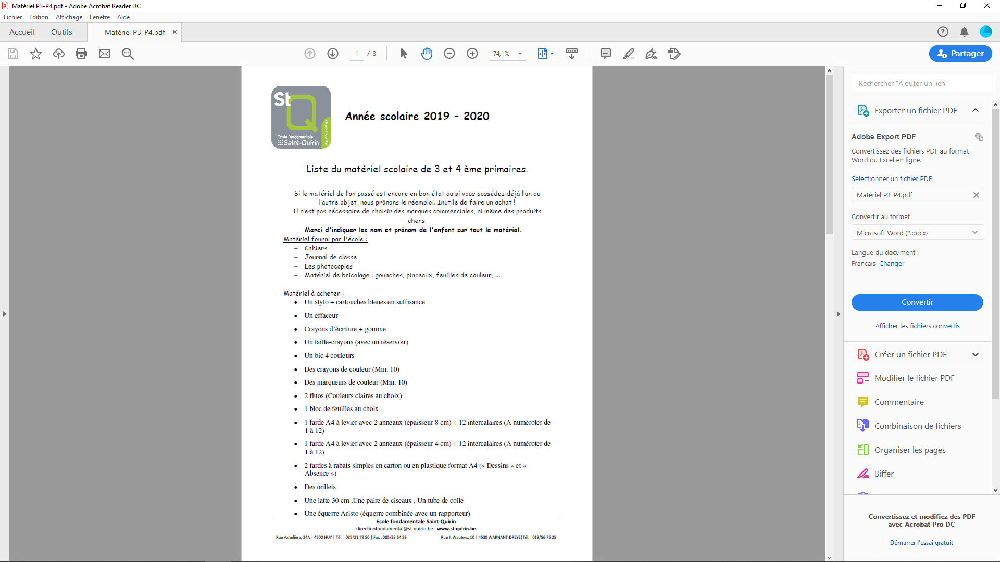 Matériel P3-P4.pdf - Adobe Acrobat Reader DC
Fichier Edition Affichage Fenêtre Aide
Accueil Outils Matériel P3-P4.pdf ×
1 / 3 74,1% Partager
St Q
Ecole fondamentale
Saint-Quirin
Année scolaire 2019 - 2020
Liste du matériel scolaire de 3 et 4 ème primaires.
Si le matériel de l'an passé est encore en bon état ou si vous possédez déjà l'un ou
l'autre objet, nous prônons le réemploi. Inutile de faire un achat !
Il n'est pas nécessaire de choisir des marques commerciales, ni même des produits
chers.
Merci d'indiquer les nom et prénom de l'enfant sur tout le matériel.
Matériel fourni par l'école :
– Cahiers
– Journal de classe
– Les photocopies
– Matériel de bricolage : gouaches, pinceaux, feuilles de couleur, ...
Matériel à acheter :
• Un stylo + cartouches bleues en suffisance
• Un effaceur
• Crayons d'écriture + gomme
• Un taille-crayons (avec un réservoir)
• Un bic 4 couleurs
• Des crayons de couleur (Min. 10)
• Des marqueurs de couleur (Min. 10)
• 2 fluos (Couleurs claires au choix)
• 1 bloc de feuilles au choix
• 1 farde A4 à levier avec 2 anneaux (épaisseur 8 cm) + 12 intercalaires (A numéroter de
1 à 12)
• 1 farde A4 à levier avec 2 anneaux (épaisseur 4 cm) + 12 intercalaires (A numéroter de
1 à 12)
• 2 fardes à rabats simples en carton ou en plastique format A4 (« Dessins » et «
Absence »)
• Des œillets
• Une latte 30 cm ,Une paire de ciseaux , Un tube de colle
• Une équerre Aristo (équerre combinée avec un rapporteur)
Ecole fondamentale Saint-Quirin
directionfondamental@st-quirin.be - www.st-quirin.be
Rue Axhelière, 24A | 4500 HUY | Tél. : 085/21 78 50 | Fax : 085/23 64 29 Rue J. Wauters, 10 | 4530 WARNANT-DREYE|Tél. : 019/56 75 25
Rechercher "Ajouter un lien"
Exporter un fichier PDF
Adobe Export PDF
Convertissez des fichiers PDF au format
Word ou Excel en ligne.
Sélectionner un fichier PDF
Matériel P3-P4.pdf
Convertir au format
Microsoft Word (*.docx)
Langue du document :
Français Changer
Convertir
Afficher les fichiers convertis
Créer un fichier PDF
Modifier le fichier PDF
Commentaire
Combinaison de fichiers
Organiser les pages
Biffer
Convertissez et modifiez des PDF
avec Acrobat Pro DC
Démarrer l'essai gratuit